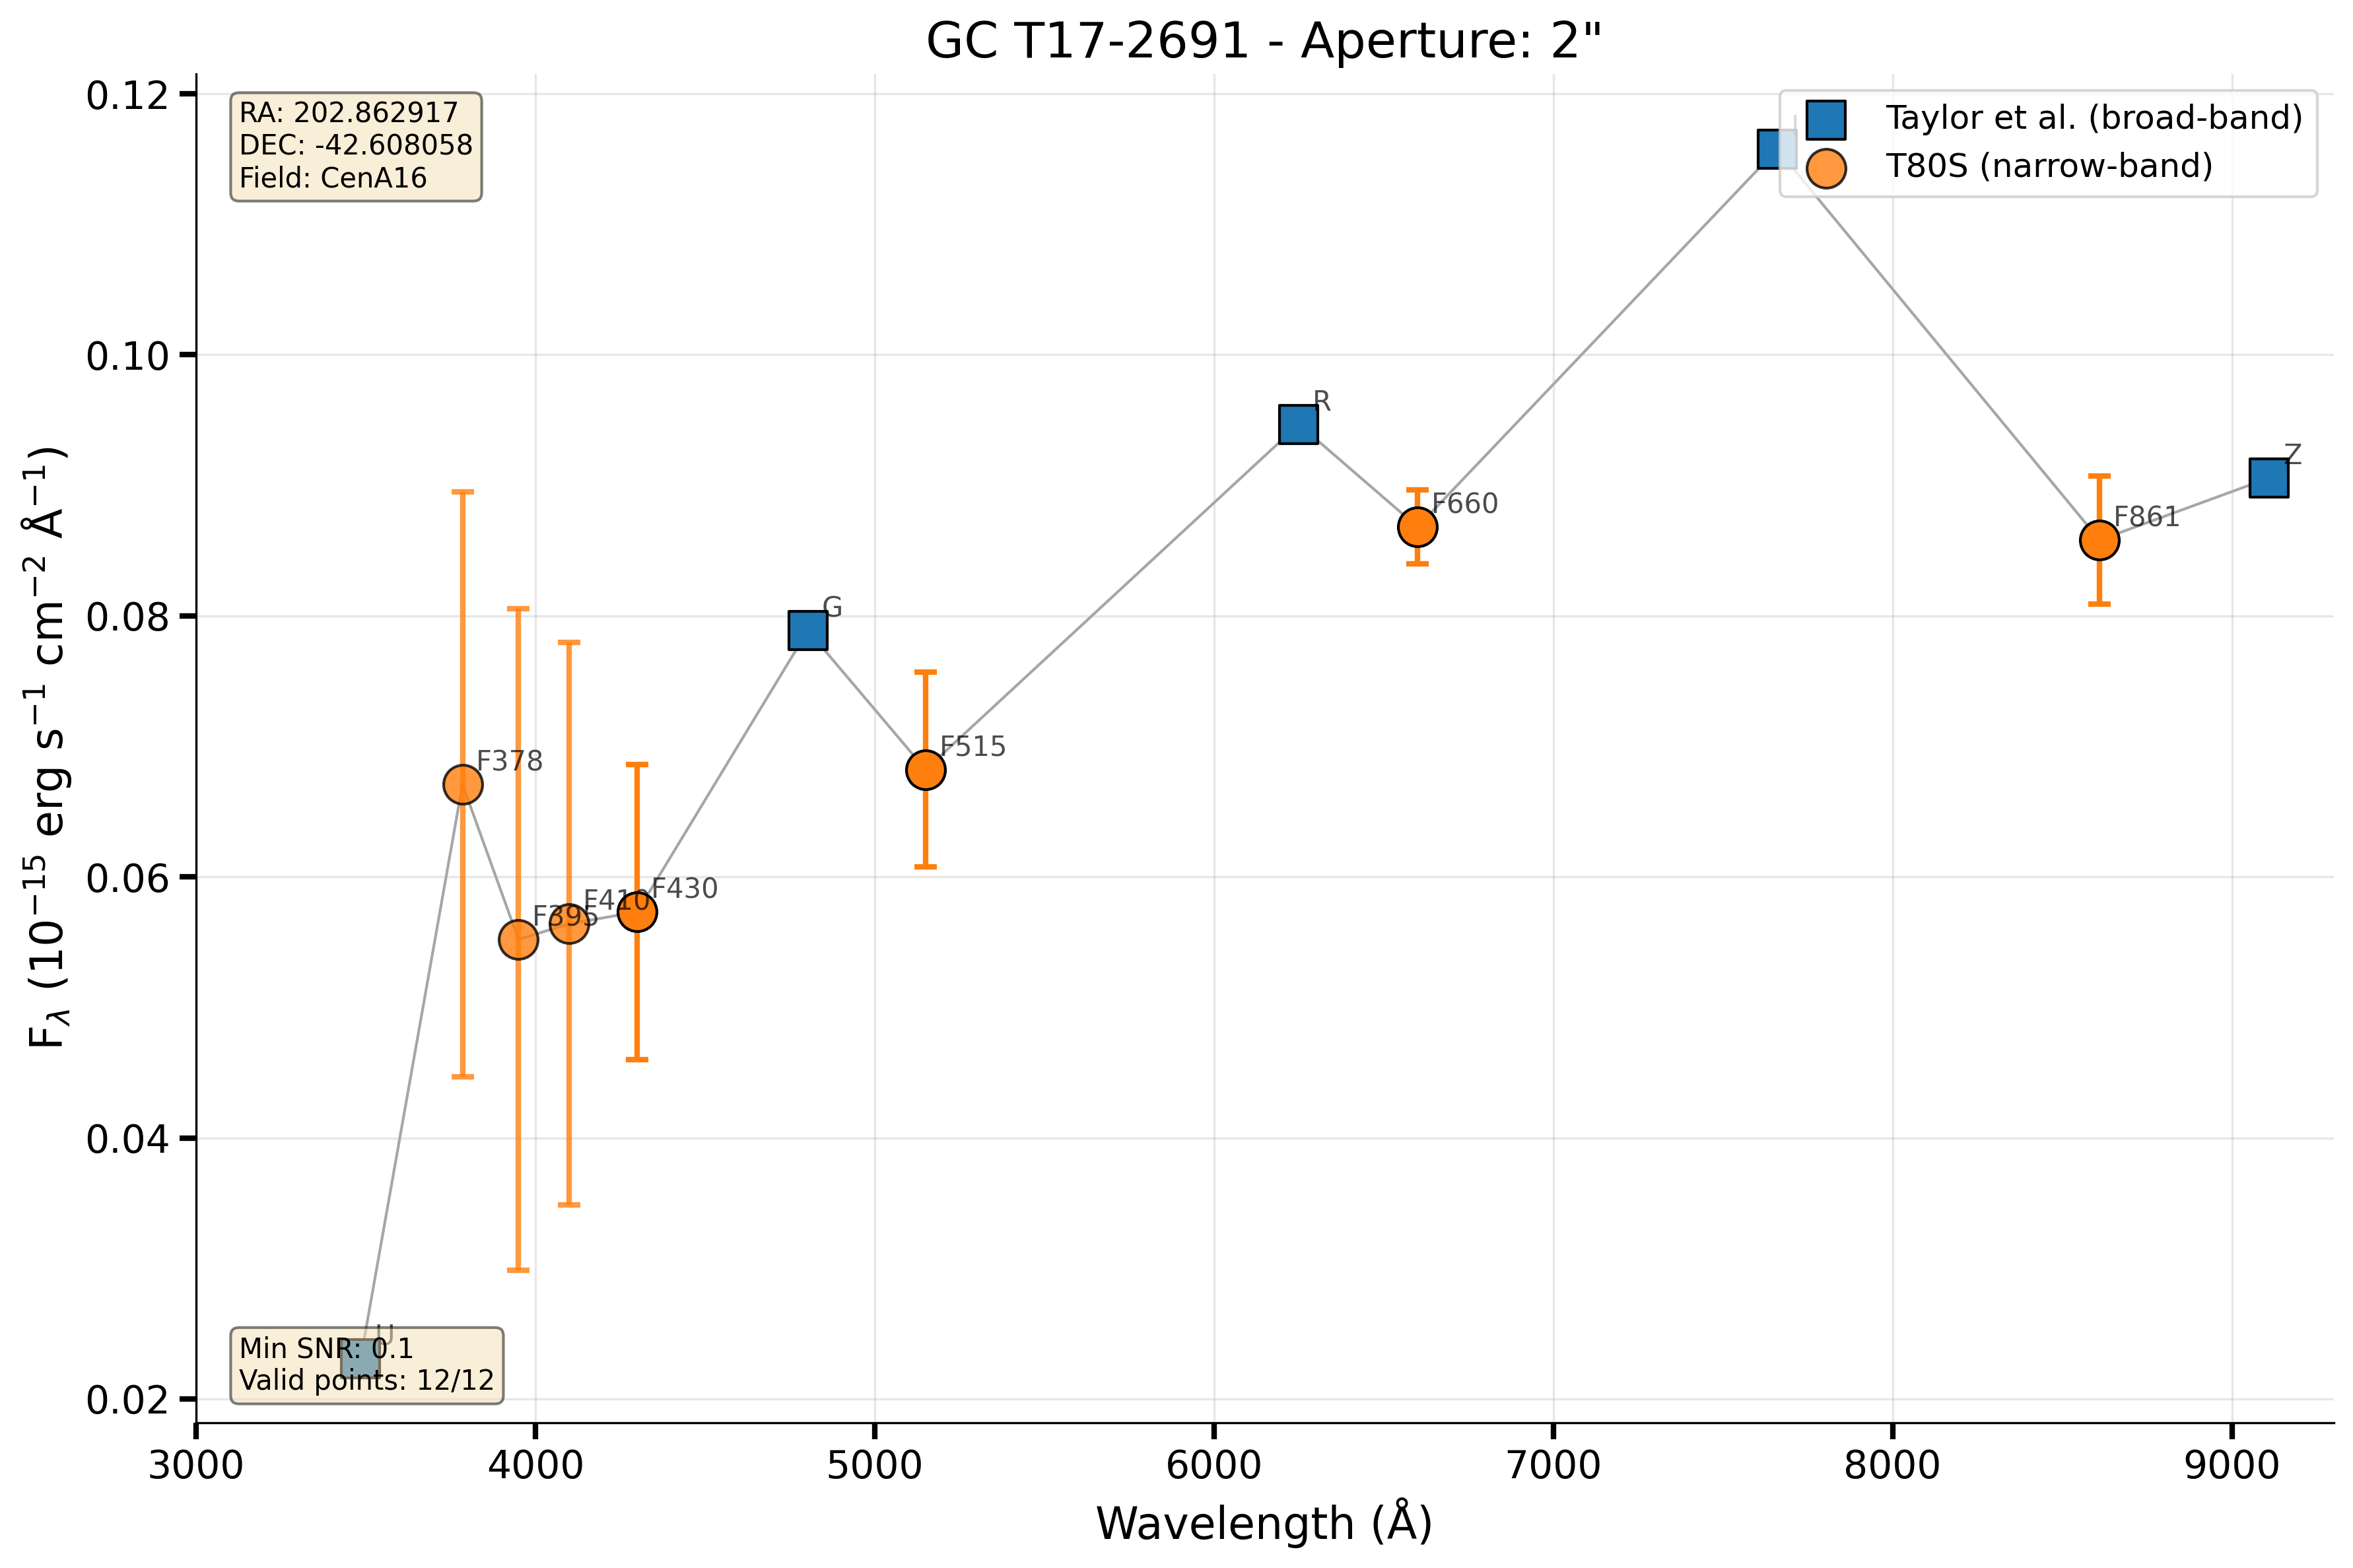 GC T17-2691 - Aperture: 2"
RA: 202.862917
DEC: -42.608058
Field: CenA16
Taylor et al. (broad-band)
T80S (narrow-band)
0.12
0.10
0.08
0.06
0.04
0.02
F_λ (10⁻¹⁵ erg s⁻¹ cm⁻² Å⁻¹)
U
F378
F395
F410
F430
G
F515
R
F660
F861
Z
Min SNR: 0.1
Valid points: 12/12
3000 4000 5000 6000 7000 8000 9000
Wavelength (Å)